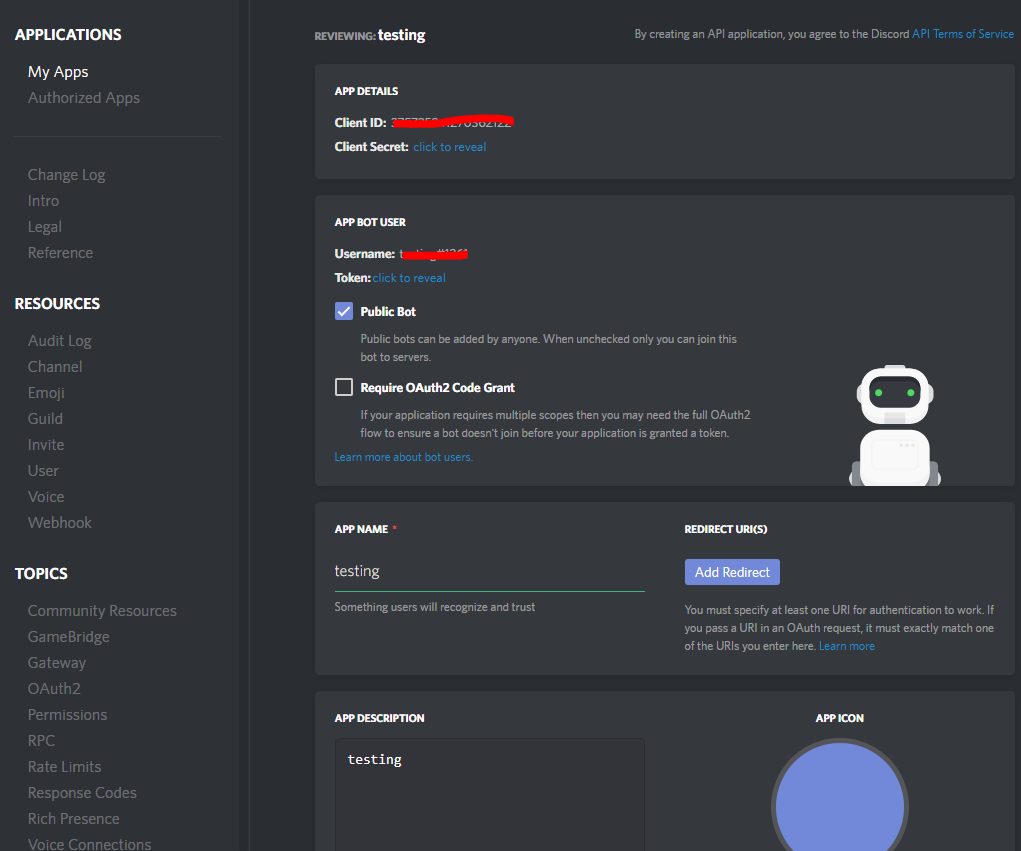 APPLICATIONS
My Apps
Authorized Apps
Change Log
Intro
Legal
Reference
RESOURCES
Audit Log
Channel
Emoji
Guild
Invite
User
Voice
Webhook
TOPICS
Community Resources
GameBridge
Gateway
OAuth2
Permissions
RPC
Rate Limits
Response Codes
Rich Presence
Voice Connections
REVIEWING: testing
By creating an API application, you agree to the Discord API Terms of Service
APP DETAILS
Client ID:
Client Secret: click to reveal
APP BOT USER
Username:
Token: click to reveal
Public Bot
Public bots can be added by anyone. When unchecked only you can join this
bot to servers.
Require OAuth2 Code Grant
If your application requires multiple scopes then you may need the full OAuth2
flow to ensure a bot doesn't join before your application is granted a token.
Learn more about bot users.
APP NAME *
testing
Something users will recognize and trust
REDIRECT URI(S)
Add Redirect
You must specify at least one URI for authentication to work. If
you pass a URI in an OAuth request, it must exactly match one
of the URIs you enter here. Learn more
APP DESCRIPTION
testing
APP ICON